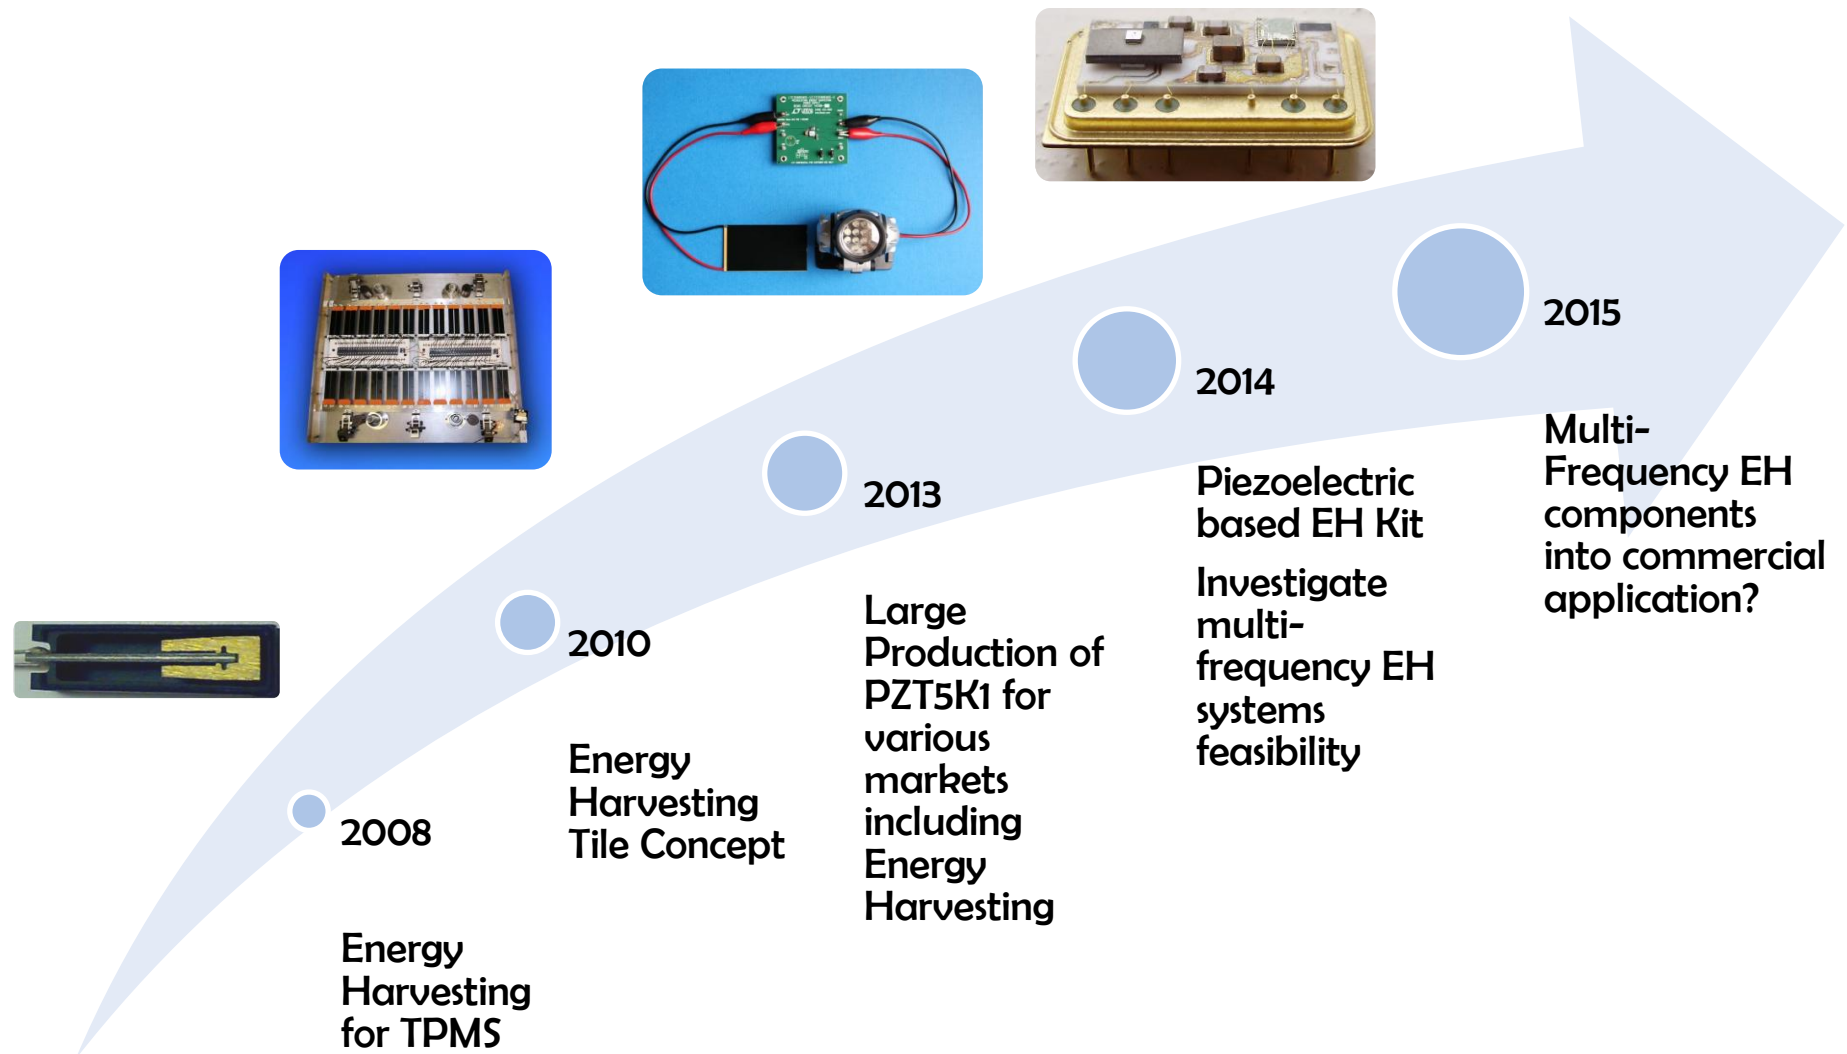 2008
Energy
Harvesting
for TPMS
2010
Energy
Harvesting
Tile Concept
2013
Large
Production of
PZT5K1 for
various
markets
including
Energy
Harvesting
2014
Piezoelectric
based EH Kit
Investigate
multi-
frequency EH
systems
feasibility
2015
Multi-
Frequency EH
components
into commercial
application?